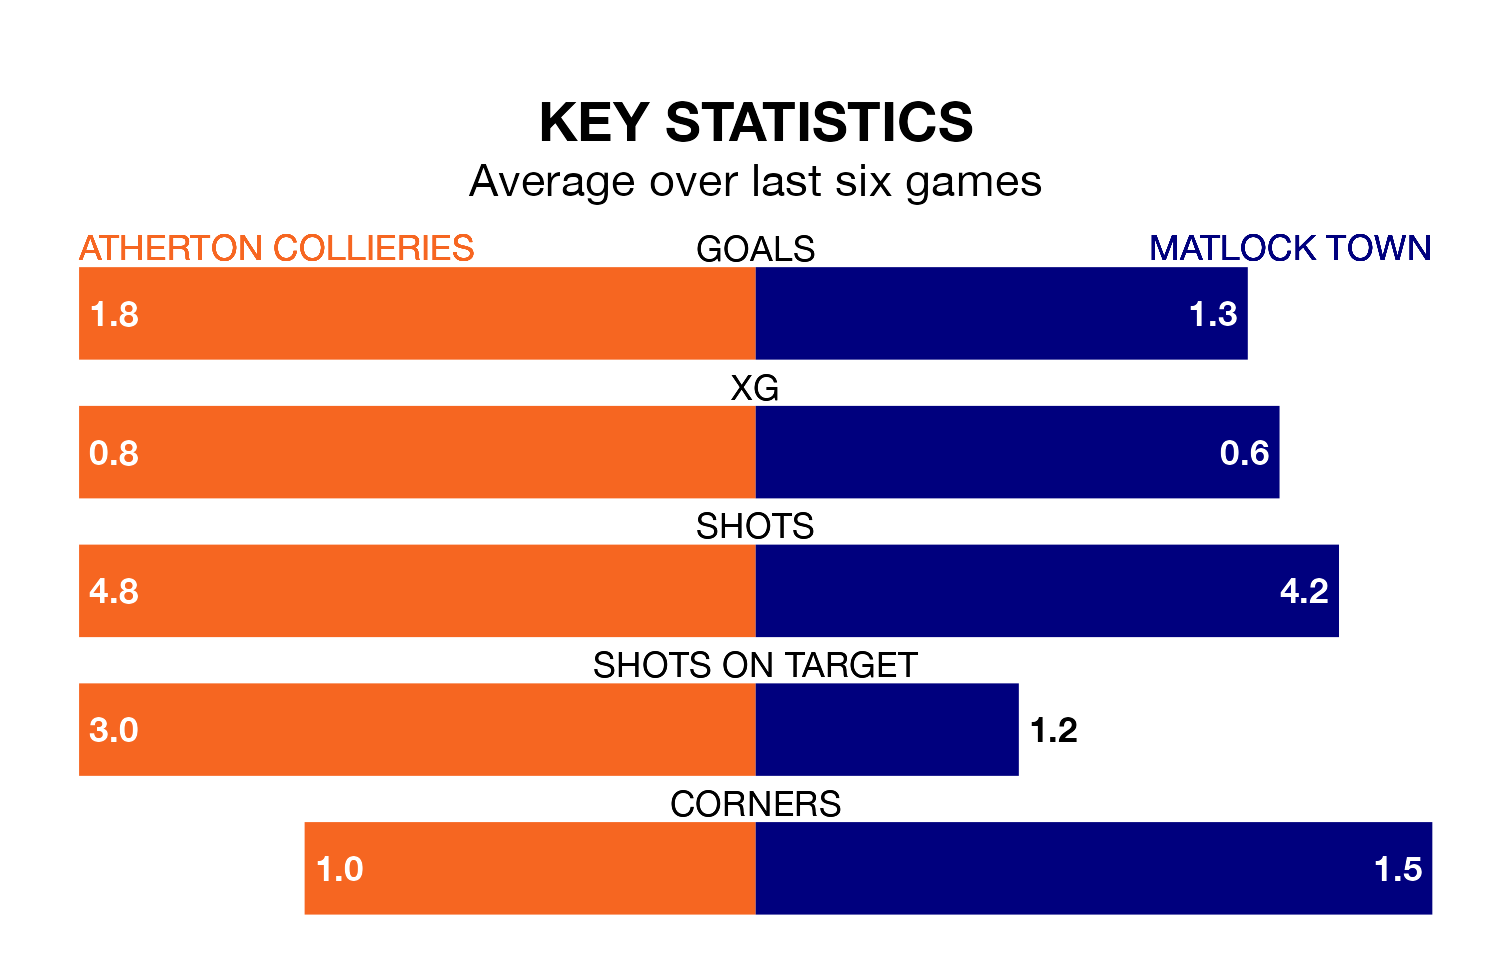 KEY STATISTICS
Average over last six games
ATHERTON COLLIERIES GOALS MATLOCK TOWN
1.8 1.3
XG
0.8 0.6
SHOTS
4.8 4.2
SHOTS ON TARGET
3.0 1.2
CORNERS
1.0 1.5